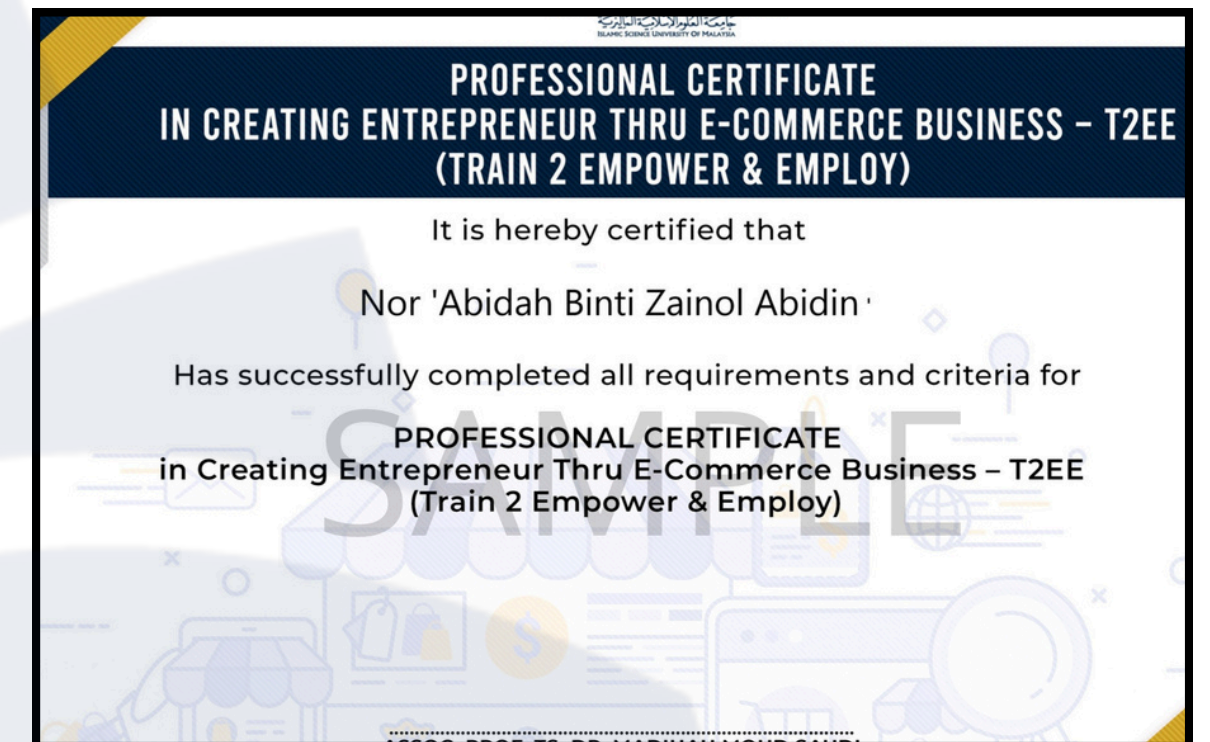 ISLAMIC SCIENCE UNIVERSITY OF MALAYSIA
PROFESSIONAL CERTIFICATE
IN CREATING ENTREPRENEUR THRU E-COMMERCE BUSINESS – T2EE
(TRAIN 2 EMPOWER & EMPLOY)
It is hereby certified that
Nor 'Abidah Binti Zainol Abidin '
Has successfully completed all requirements and criteria for
SAMPLE
PROFESSIONAL CERTIFICATE
in Creating Entrepreneur Thru E-Commerce Business – T2EE
(Train 2 Empower & Employ)